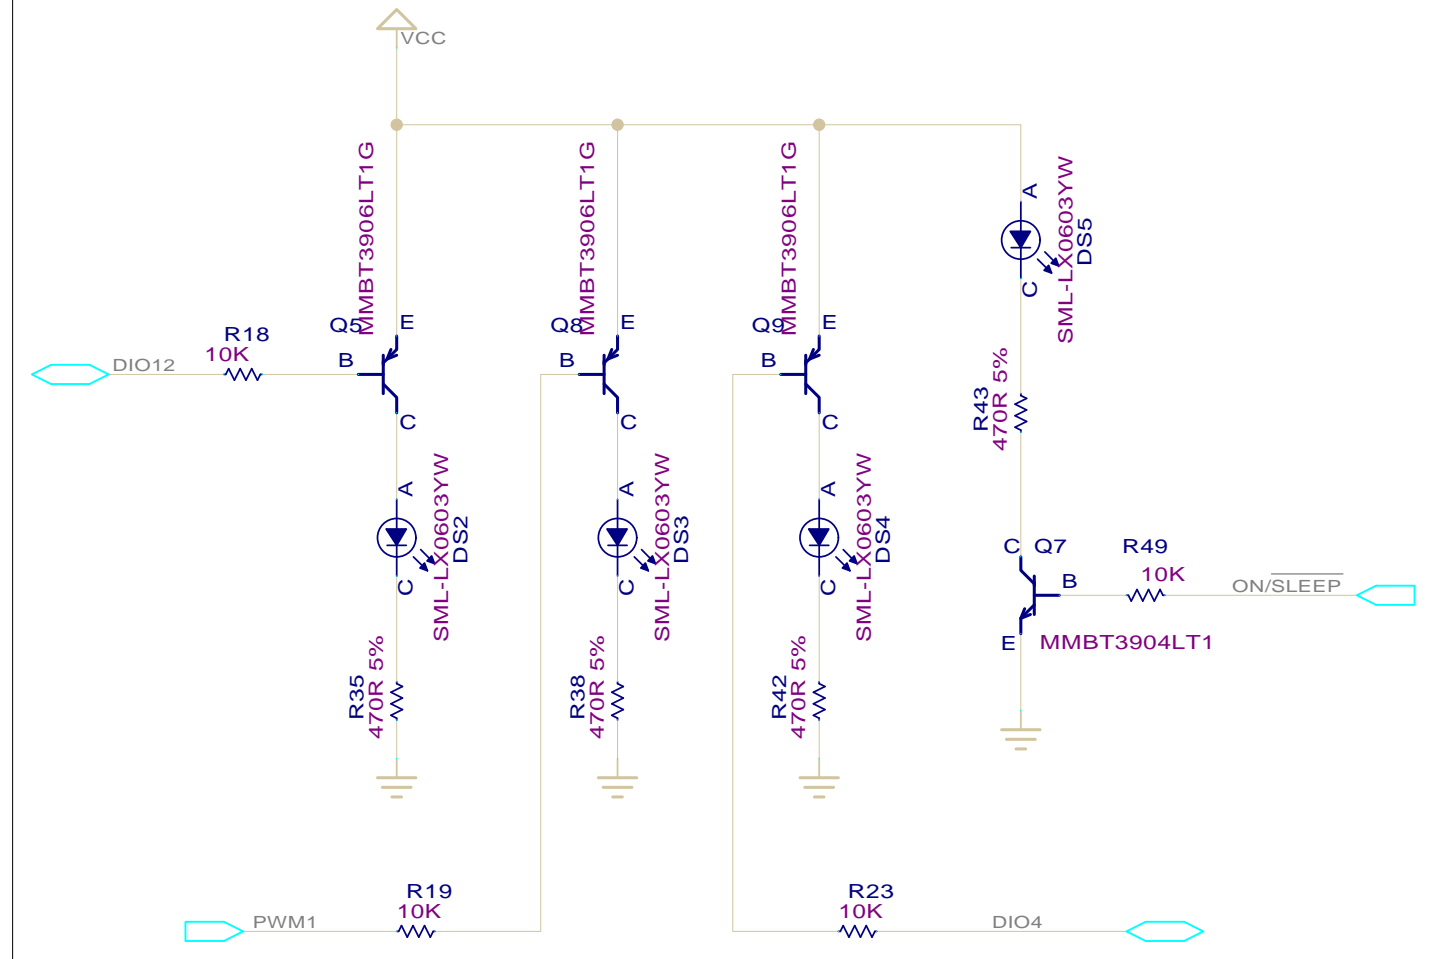 VCC
MMBT3906LT1G
MMBT3906LT1G
MMBT3906LT1G
A
SML-LX0603YW
DS5
C
Q5
E
Q8
E
Q9
E
R18
10K
DIO12
B
B
B
C
C
C
R43
470R 5%
A
SML-LX0603YW
DS2
C
A
SML-LX0603YW
DS3
C
A
SML-LX0603YW
DS4
C
C
Q7
R49
10K
B
ON/SLEEP
E
MMBT3904LT1
R35
470R 5%
R38
470R 5%
R42
470R 5%
R19
10K
PWM1
R23
10K
DIO4